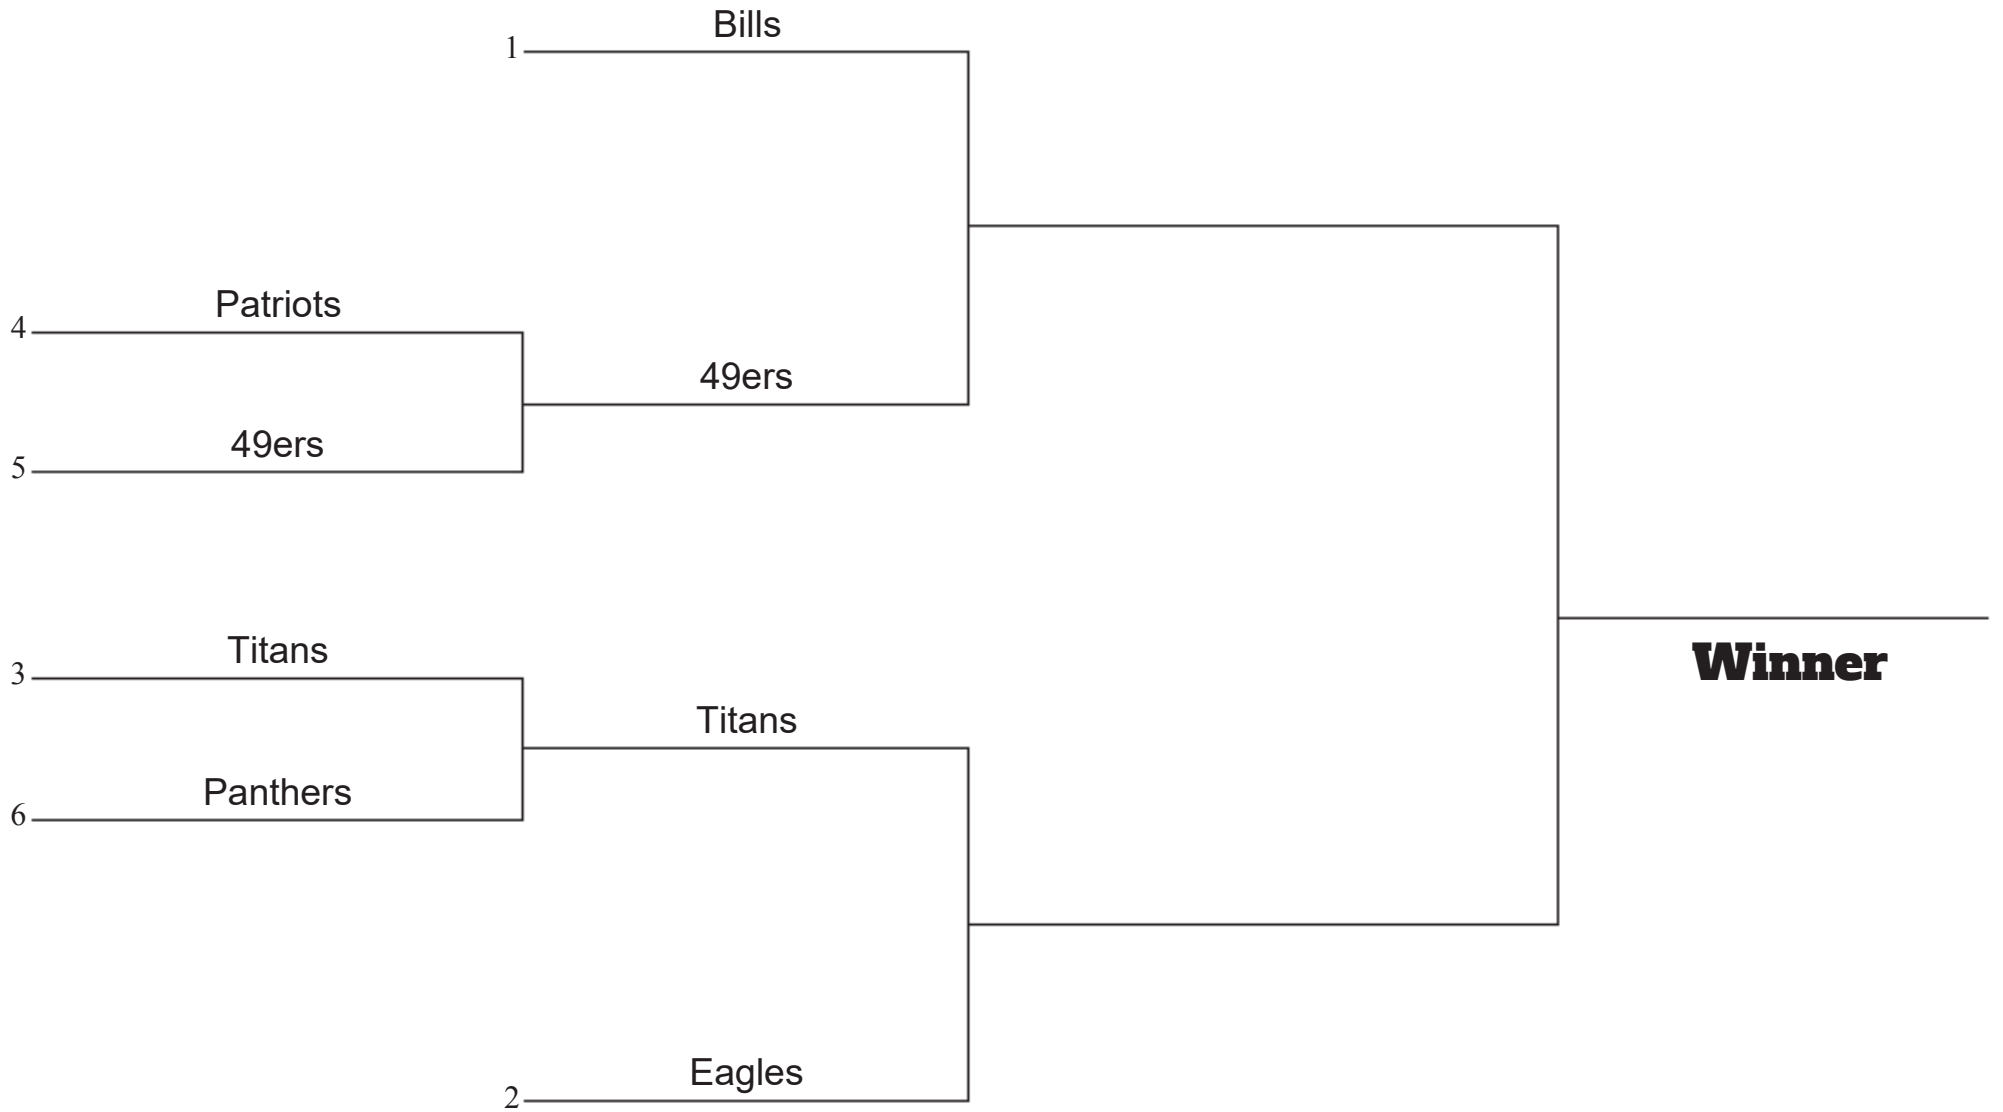 Bills
1
Patriots
4
49ers
49ers
5
Titans
3
Winner
Titans
Panthers
6
Eagles
2